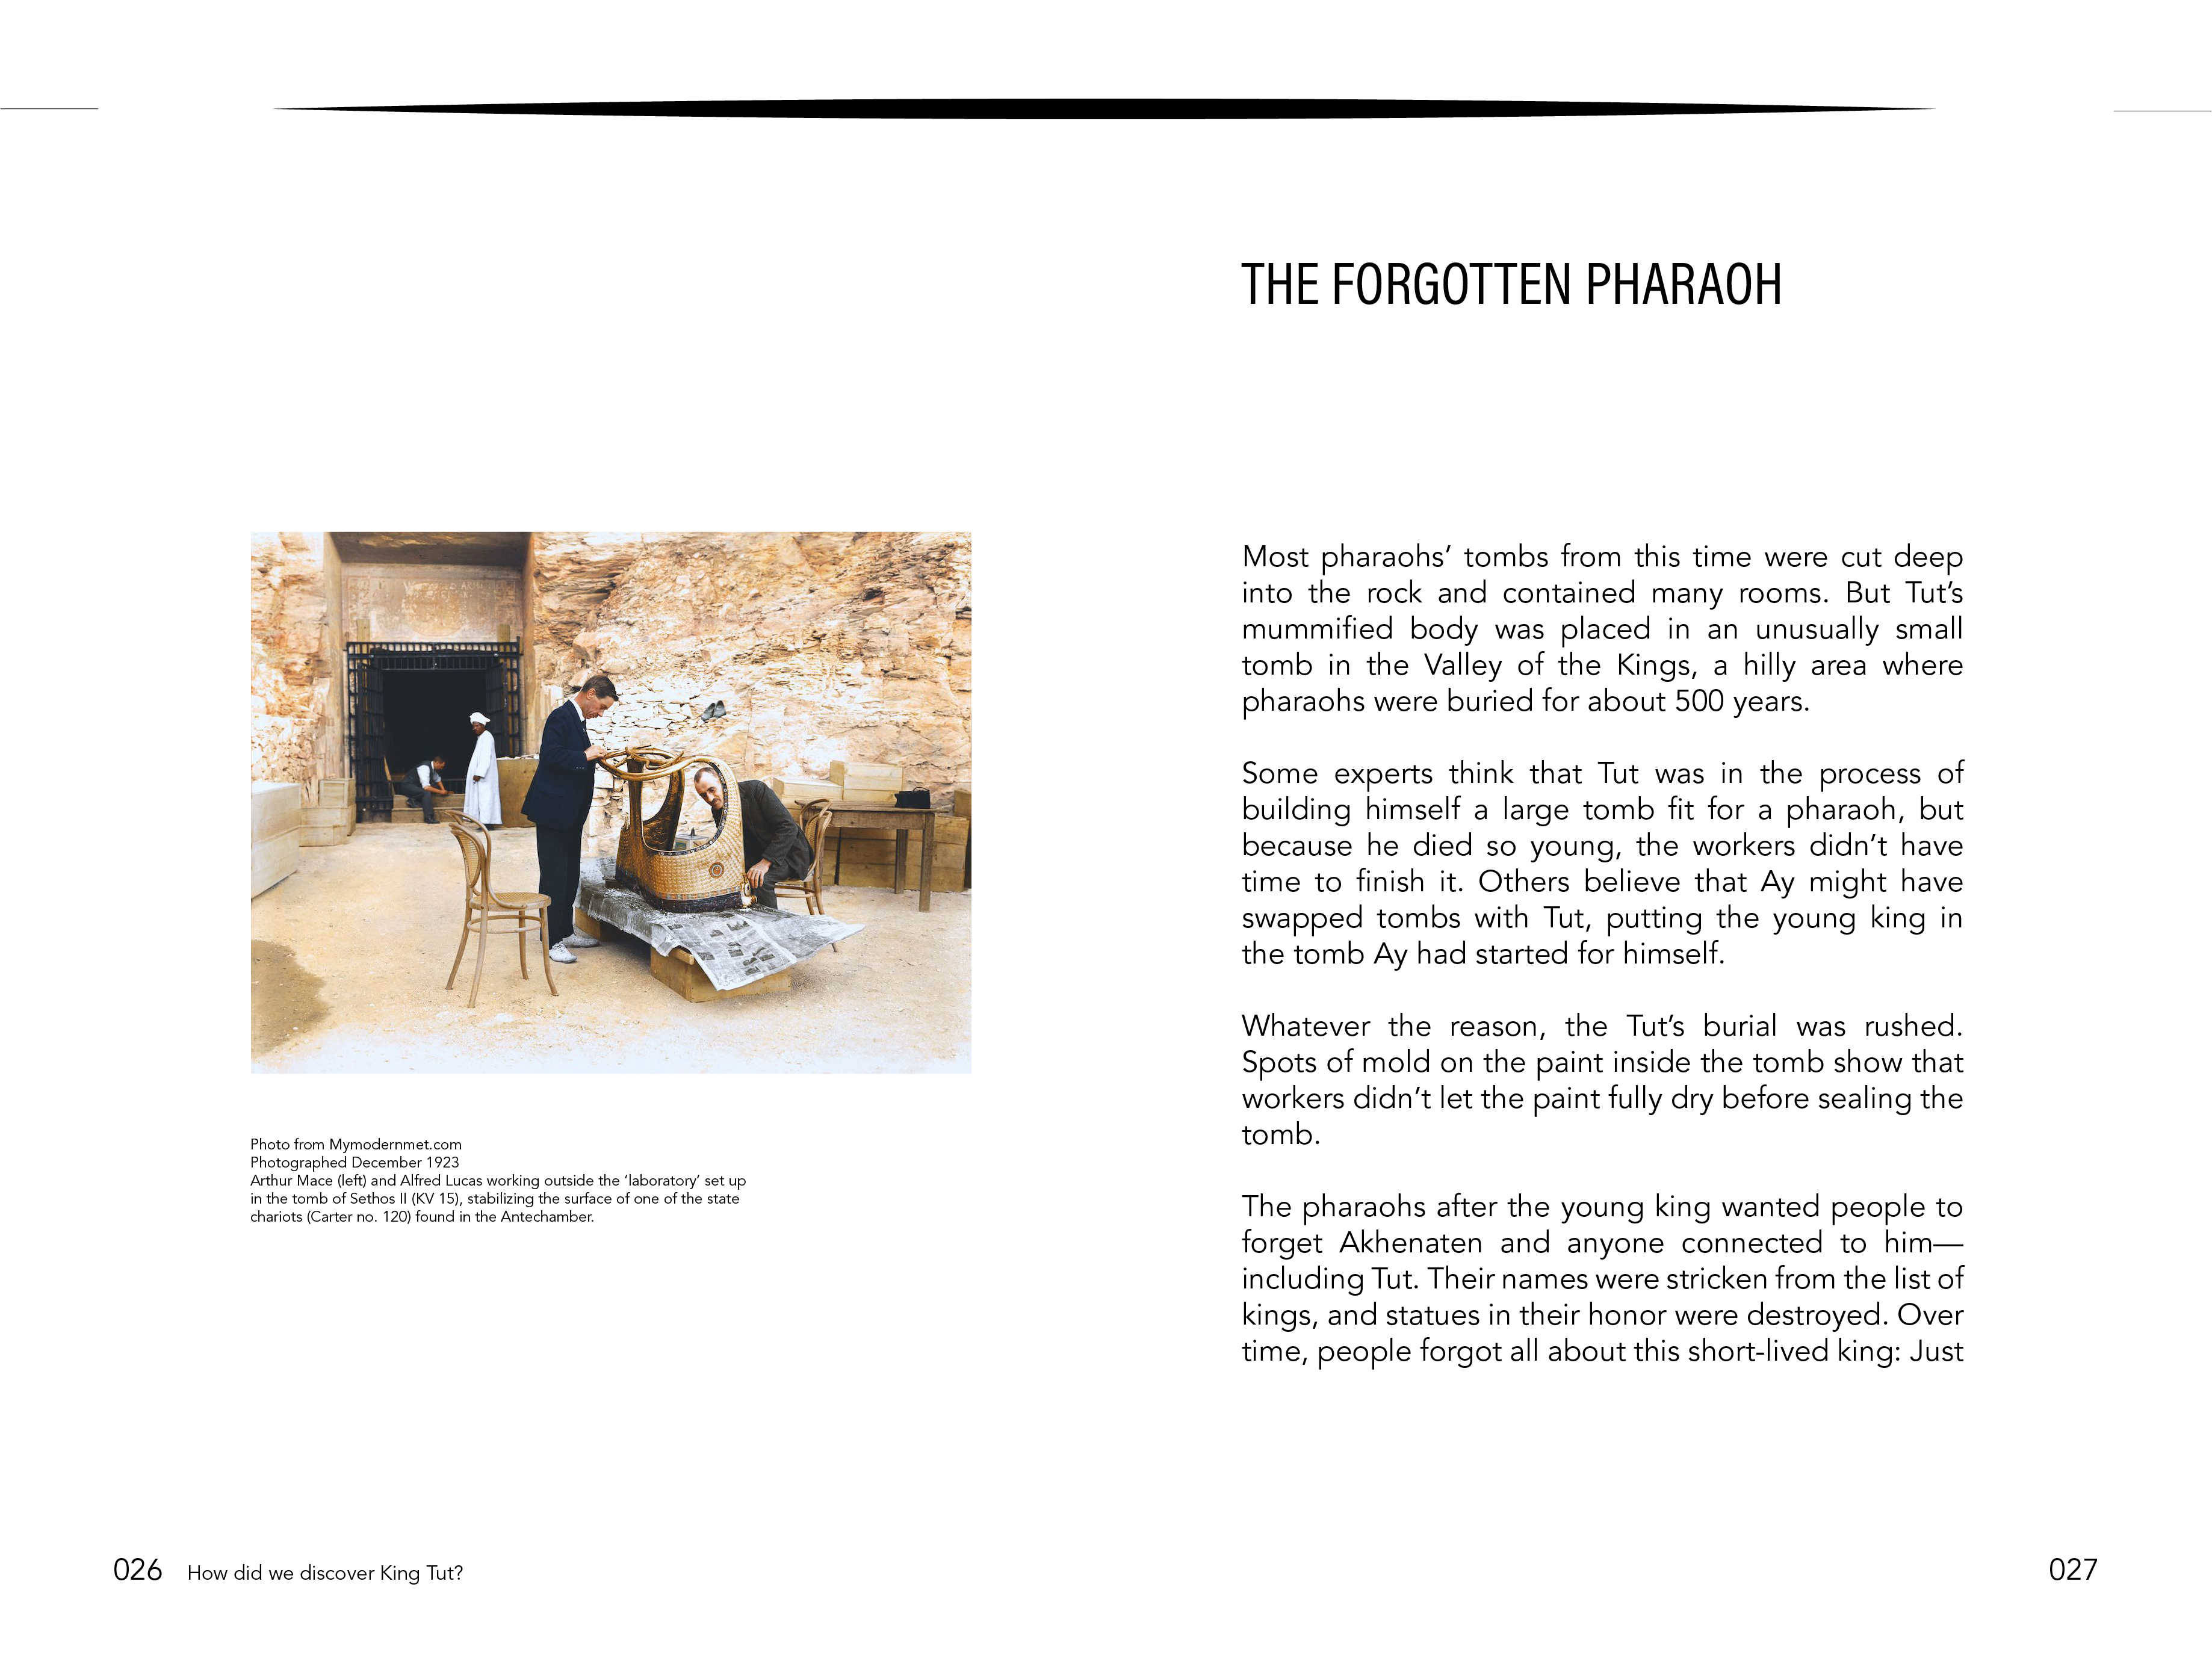 THE FORGOTTEN PHARAOH
Photo from Mymodernmet.com
Photographed December 1923
Arthur Mace (left) and Alfred Lucas working outside the ‘laboratory’ set up
in the tomb of Sethos II (KV 15), stabilizing the surface of one of the state
chariots (Carter no. 120) found in the Antechamber.
Most pharaohs’ tombs from this time were cut deep
into the rock and contained many rooms. But Tut’s
mummified body was placed in an unusually small
tomb in the Valley of the Kings, a hilly area where
pharaohs were buried for about 500 years.
Some experts think that Tut was in the process of
building himself a large tomb fit for a pharaoh, but
because he died so young, the workers didn’t have
time to finish it. Others believe that Ay might have
swapped tombs with Tut, putting the young king in
the tomb Ay had started for himself.
Whatever the reason, the Tut’s burial was rushed.
Spots of mold on the paint inside the tomb show that
workers didn’t let the paint fully dry before sealing the
tomb.
The pharaohs after the young king wanted people to
forget Akhenaten and anyone connected to him—
including Tut. Their names were stricken from the list of
kings, and statues in their honor were destroyed. Over
time, people forgot all about this short-lived king: Just
026 How did we discover King Tut?
027